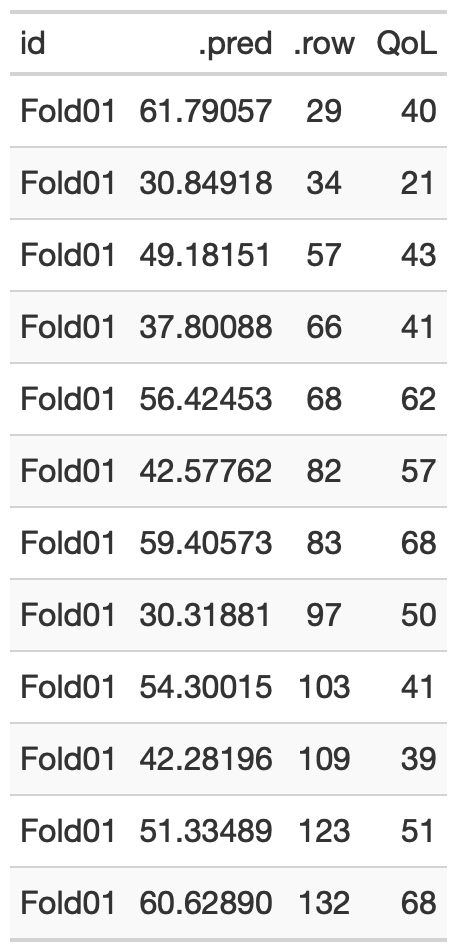 id .pred .row QoL
Fold01 61.79057 29 40
Fold01 30.84918 34 21
Fold01 49.18151 57 43
Fold01 37.80088 66 41
Fold01 56.42453 68 62
Fold01 42.57762 82 57
Fold01 59.40573 83 68
Fold01 30.31881 97 50
Fold01 54.30015 103 41
Fold01 42.28196 109 39
Fold01 51.33489 123 51
Fold01 60.62890 132 68